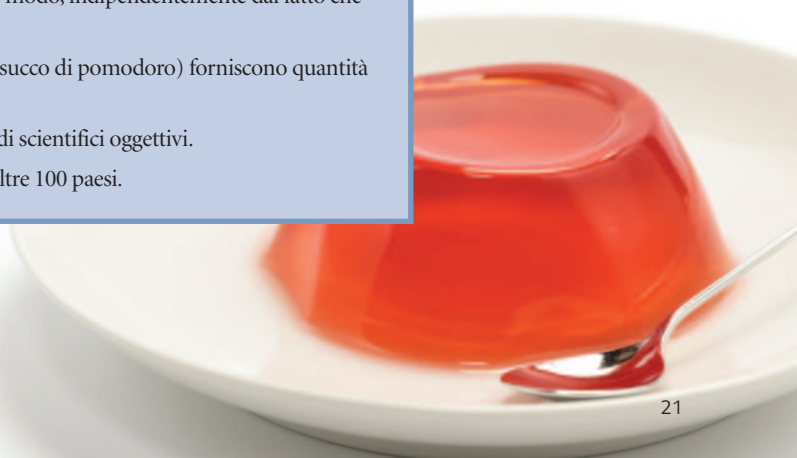 modo, indipendentemente dal fatto che
succo di pomodoro) forniscono quantità
di scientifici oggettivi.
ltre 100 paesi.
21